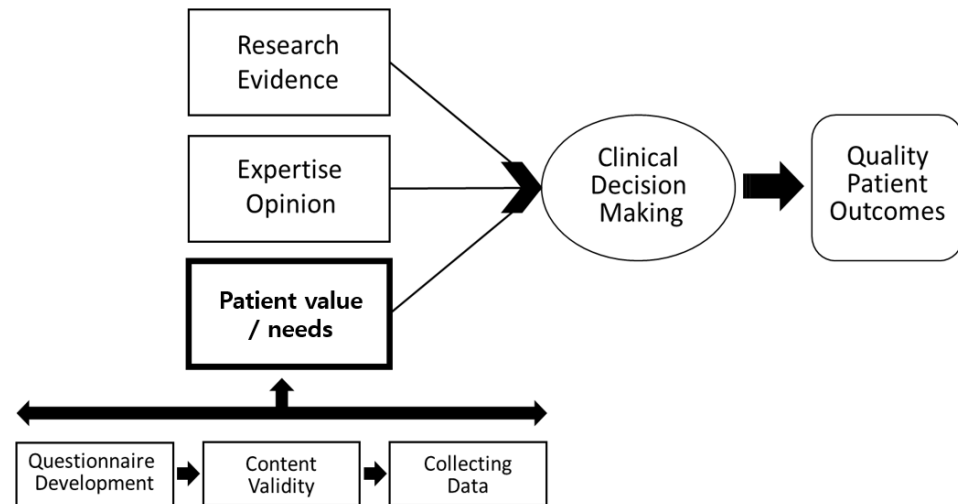 Research
Evidence
Expertise
Opinion
Patient value
/ needs
Clinical
Decision
Making
Quality
Patient
Outcomes
Questionnaire
Development
Content
Validity
Collecting
Data